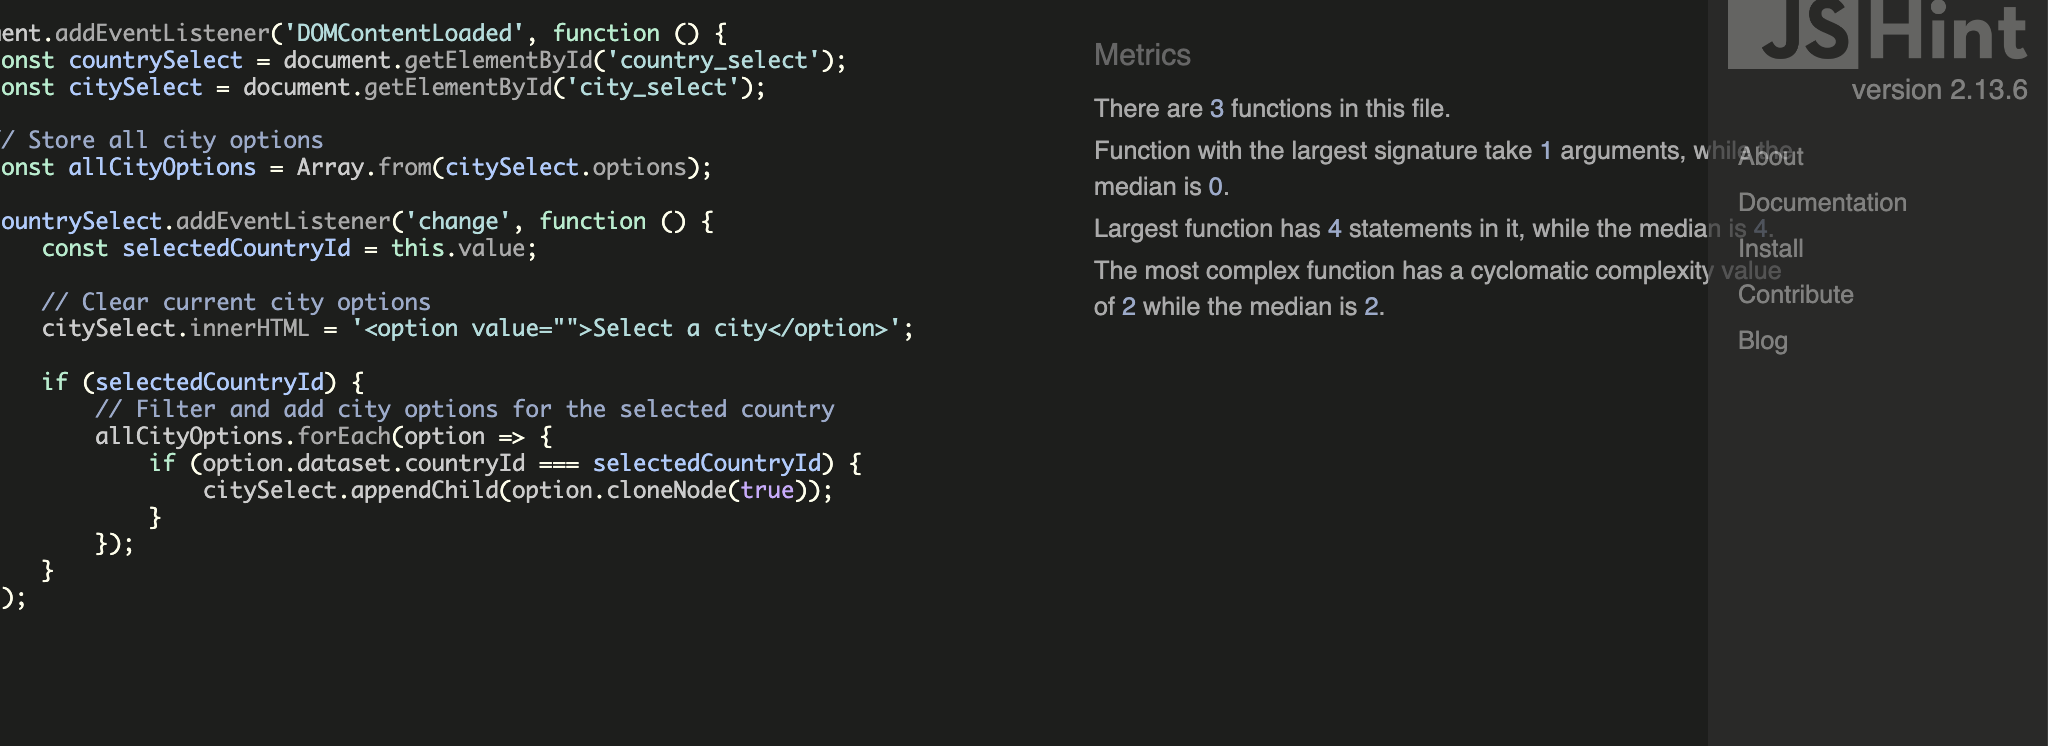 ent.addEventListener('DOMContentLoaded', function () {
onst countrySelect = document.getElementById('country_select');
onst citySelect = document.getElementById('city_select');
/ Store all city options
onst allCityOptions = Array.from(citySelect.options);
ountrySelect.addEventListener('change', function () {
const selectedCountryId = this.value;
// Clear current city options
citySelect.innerHTML = '<option value="">Select a city</option>';
if (selectedCountryId) {
// Filter and add city options for the selected country
allCityOptions.forEach(option => {
if (option.dataset.countryId === selectedCountryId) {
citySelect.appendChild(option.cloneNode(true));
}
});
}
);
Metrics
There are 3 functions in this file.
Function with the largest signature take 1 arguments, while the
median is 0.
Largest function has 4 statements in it, while the median is 4.
The most complex function has a cyclomatic complexity value
of 2 while the median is 2.
JSHint
version 2.13.6
About
Documentation
Install
Contribute
Blog